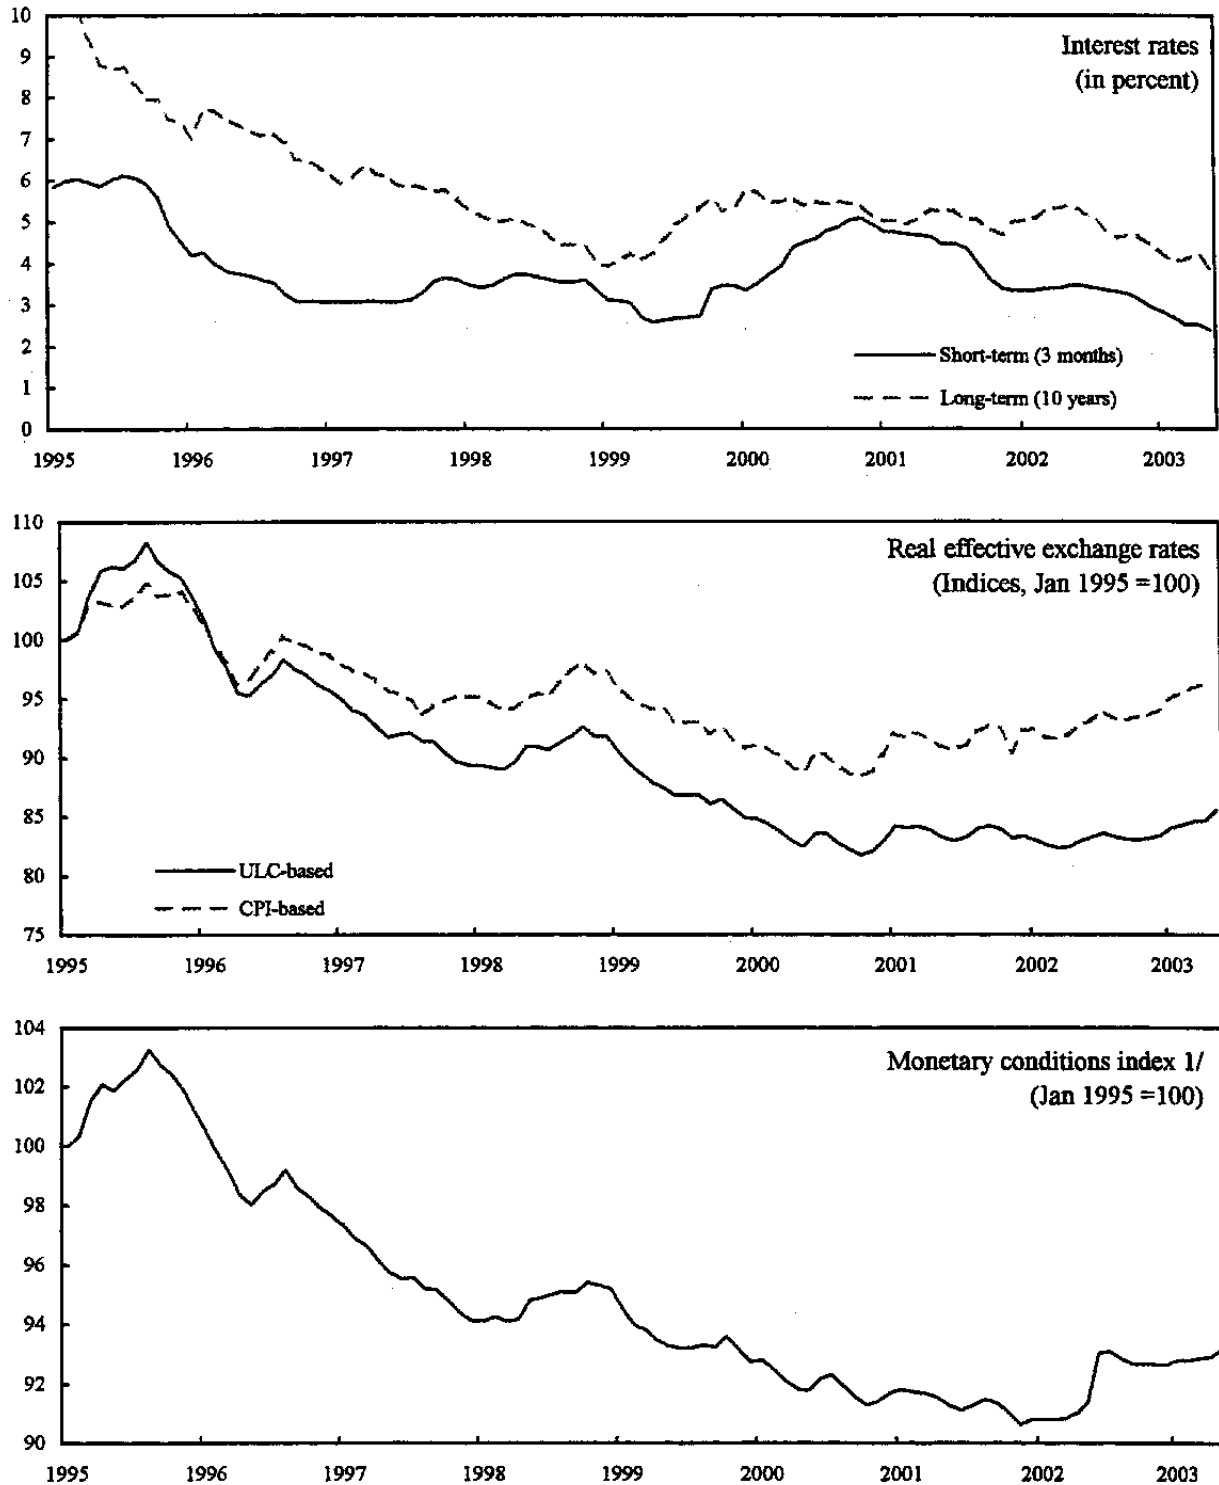 10
Interest rates
(in percent)
9
8
7
6
5
4
3
2
1
0
Short-term (3 months)
Long-term (10 years)
1995 1996 1997 1998 1999 2000 2001 2002 2003
110
Real effective exchange rates
(Indices, Jan 1995 =100)
105
100
95
90
85
80
75
ULC-based
CPI-based
1995 1996 1997 1998 1999 2000 2001 2002 2003
104
Monetary conditions index 1/
(Jan 1995 =100)
102
100
98
96
94
92
90
1995 1996 1997 1998 1999 2000 2001 2002 2003